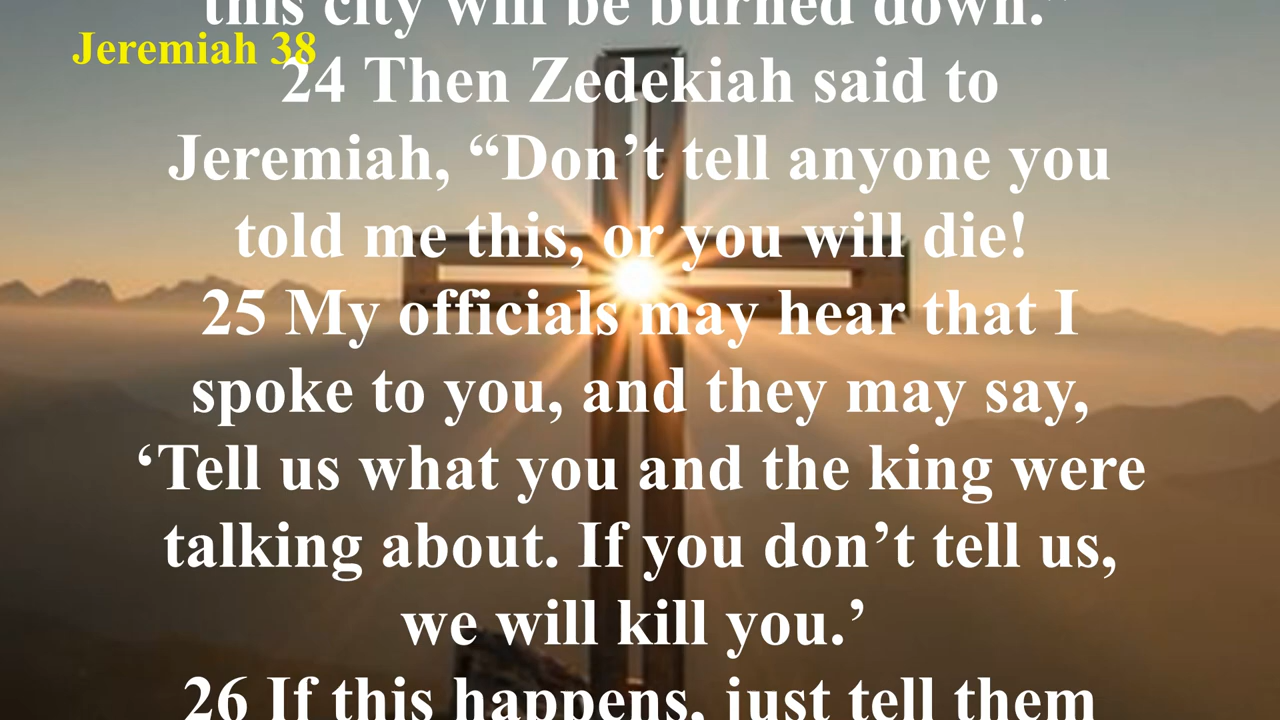 this city will be burned down.”
Jeremiah 38
24 Then Zedekiah said to
Jeremiah, “Don’t tell anyone you
told me this, or you will die!
25 My officials may hear that I
spoke to you, and they may say,
‘Tell us what you and the king were
talking about. If you don’t tell us,
we will kill you.’
26 If this happens, just tell them